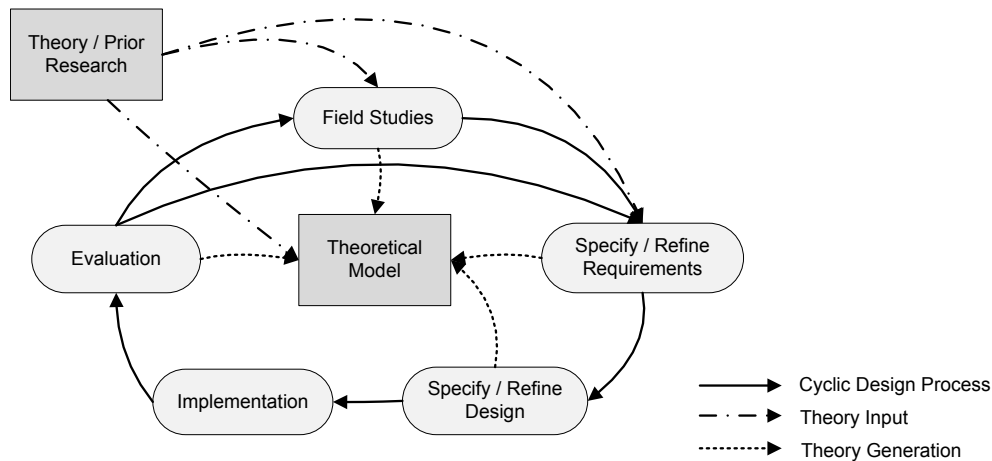 Theory / Prior
Research
Field Studies
Theoretical
Model
Evaluation
Specify / Refine
Requirements
Implementation
Specify / Refine
Design
Cyclic Design Process
Theory Input
Theory Generation